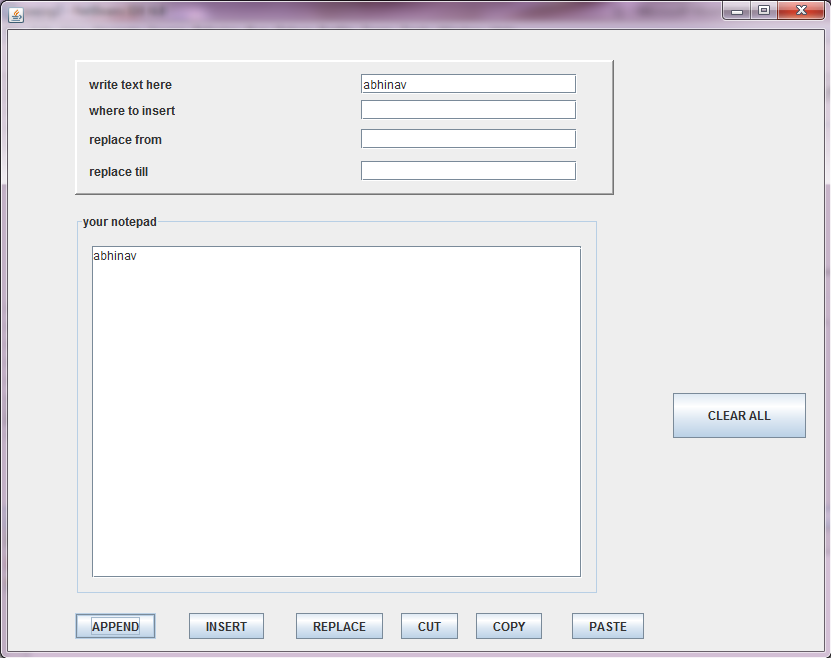 write text here
abhinav
where to insert
replace from
replace till
your notepad
abhinav
CLEAR ALL
APPEND
INSERT
REPLACE
CUT
COPY
PASTE